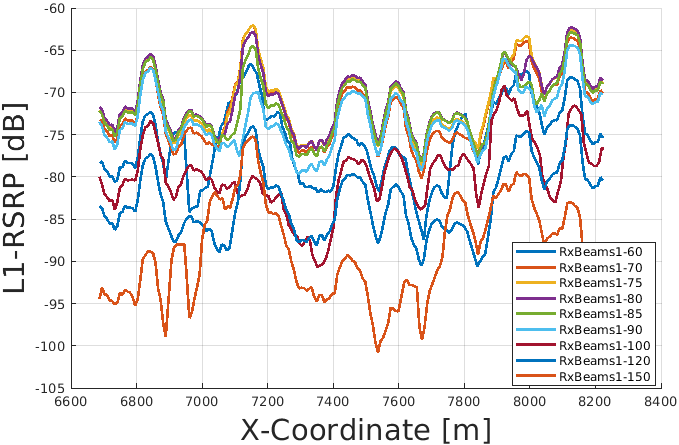 -60
-65
-70
-75
-80
-85
-90
-95
-100
-105
L1-RSRP [dB]
RxBeams1-60
RxBeams1-70
RxBeams1-75
RxBeams1-80
RxBeams1-85
RxBeams1-90
RxBeams1-100
RxBeams1-120
RxBeams1-150
6600 6800 7000 7200 7400 7600 7800 8000 8200 8400
X-Coordinate [m]